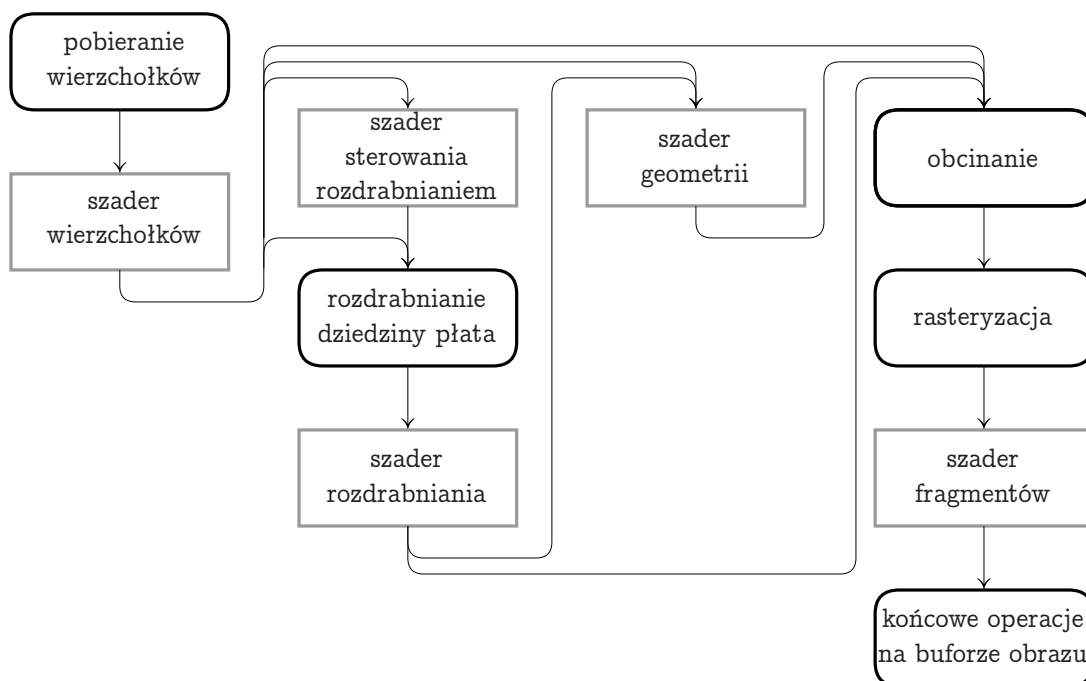 pobieranie
wierzchołków
szader
wierzchołków
szader
sterowania
rozdrabnianiem
rozdrabnianie
dziedziny płata
szader
rozdrabniania
szader
geometrii
obcinanie
rasteryzacja
szader
fragmentów
końcowe operacje
na buforze obrazu